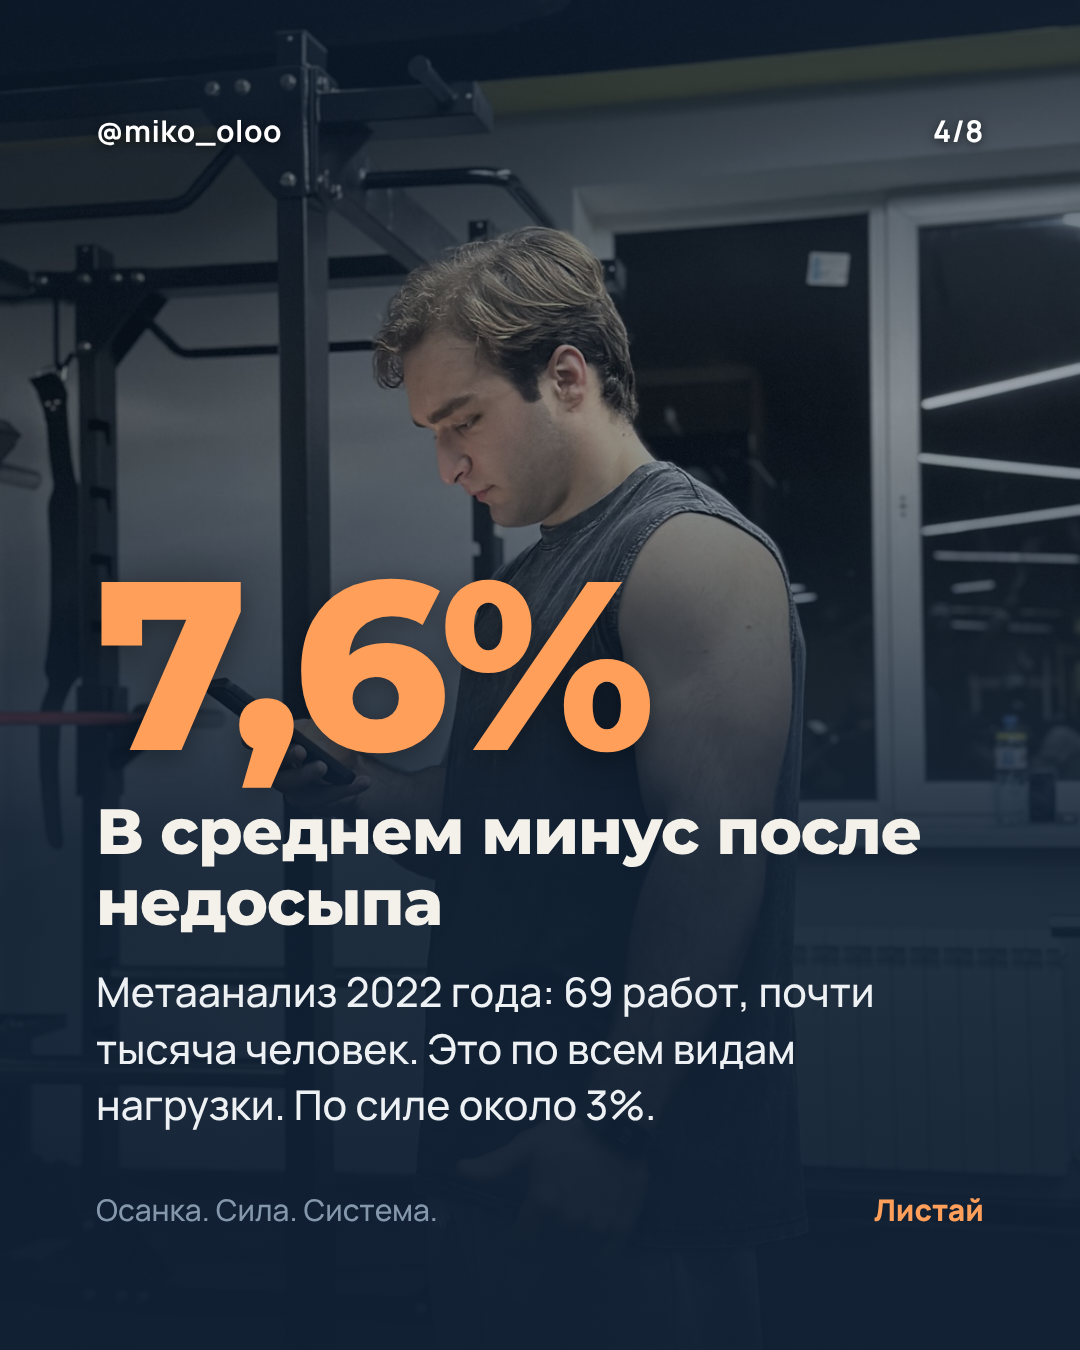 @miko_oloo
4/8
7,6%
В среднем минус после
недосыпа
Метаанализ 2022 года: 69 работ, почти
тысяча человек. Это по всем видам
нагрузки. По силе около 3%.
Осанка. Сила. Система.
Листай